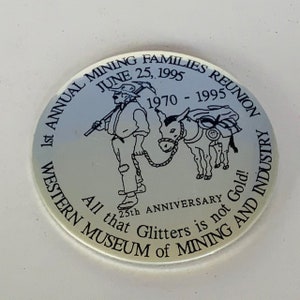 1st ANNUAL MINING FAMILIES REUNION
JUNE 25, 1995
1970 - 1995
25th ANNIVERSARY
All that Glitters is not Gold!
WESTERN MUSEUM of MINING AND INDUSTRY